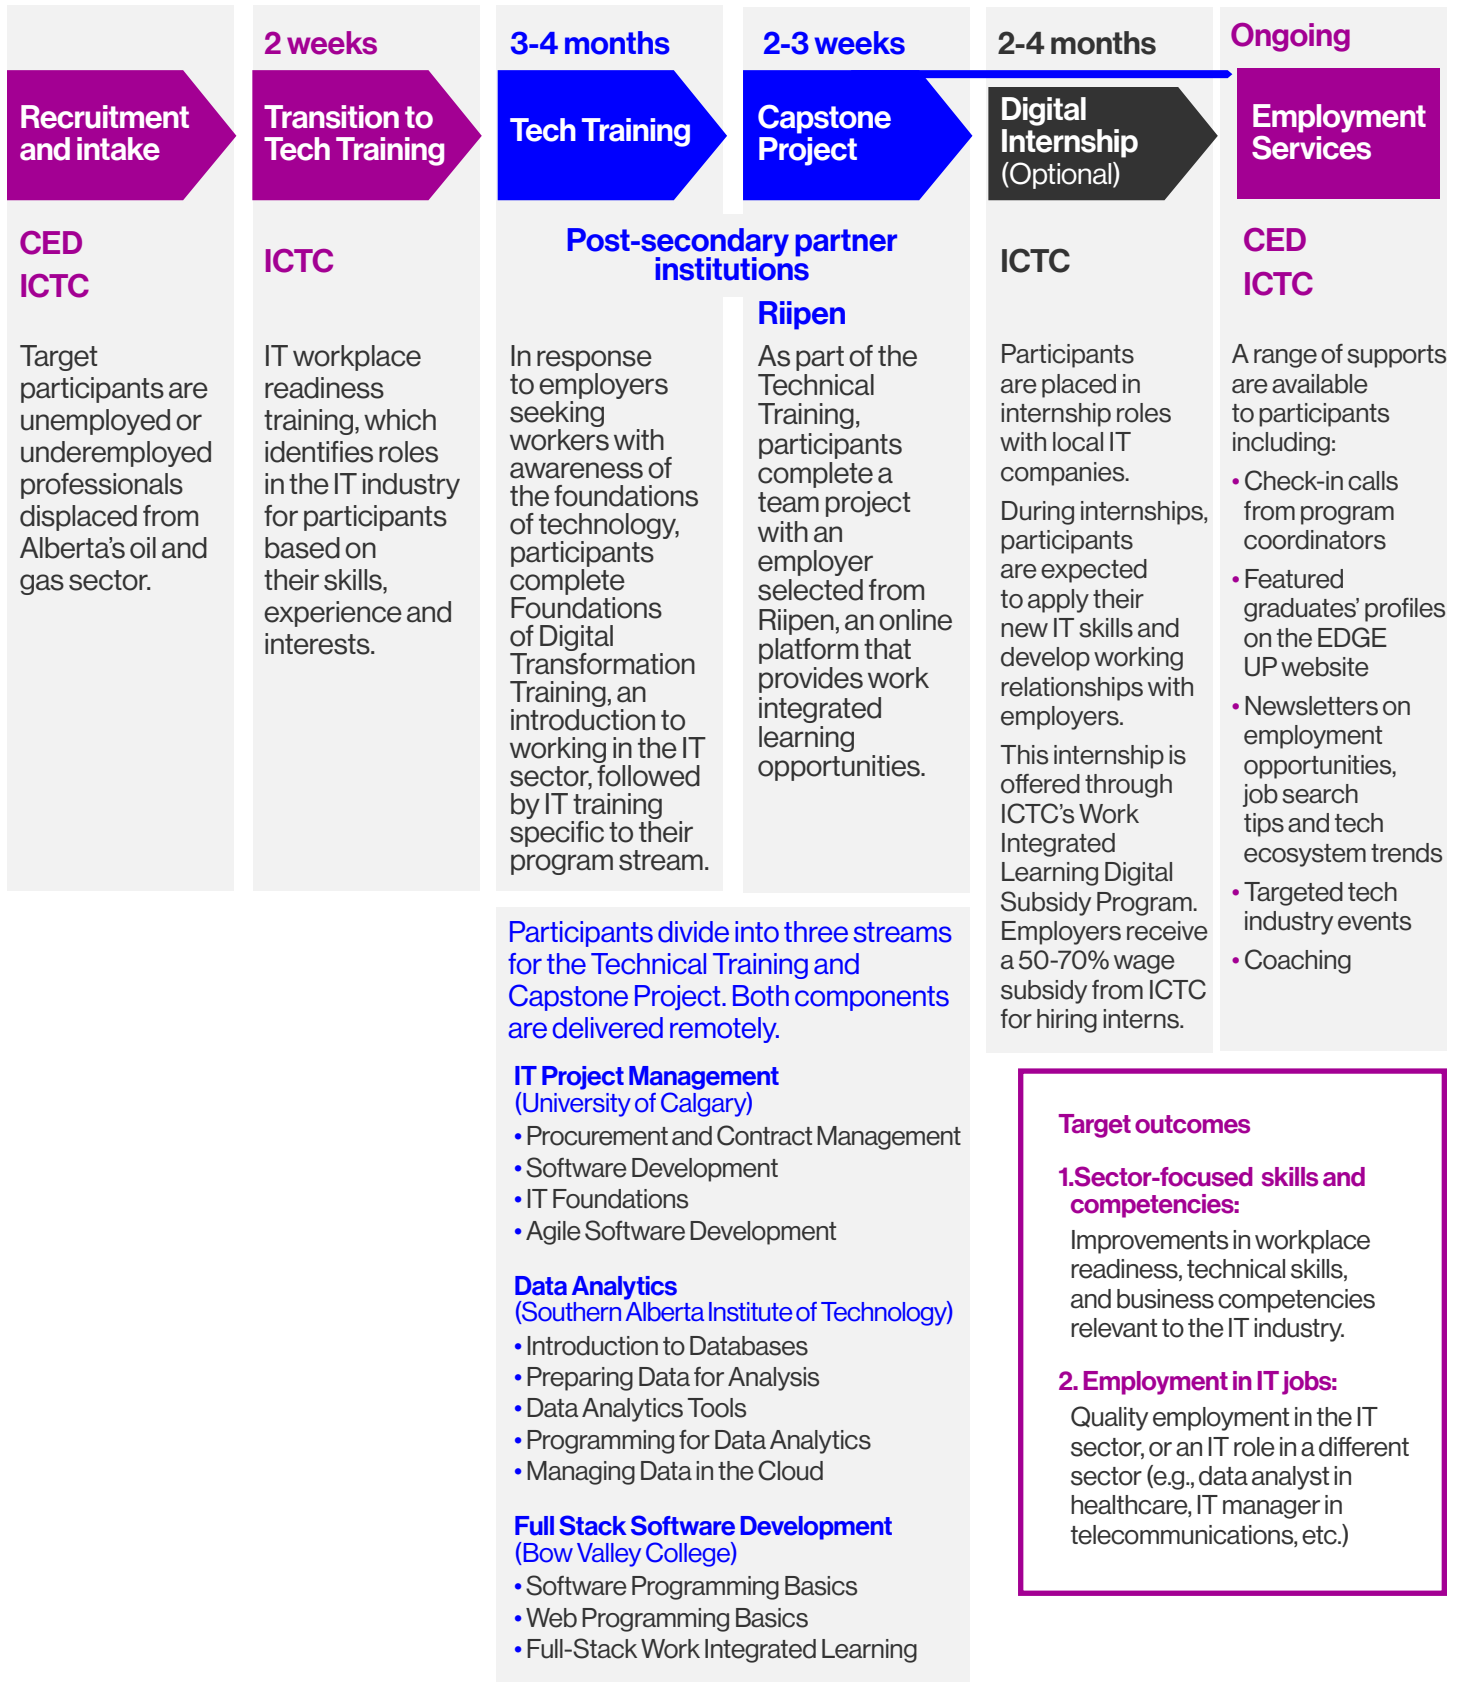 2 weeks
3-4 months
2-3 weeks
2-4 months
Ongoing
Recruitment
and intake
Transition to
Tech Training
Tech Training
Capstone
Project
Digital
Internship
(Optional)
Employment
Services
CED
ICTC
Target
participants are
unemployed or
underemployed
professionals
displaced from
Alberta's oil and
gas sector.
ICTC
IT workplace
readiness
training, which
identifies roles
in the IT industry
for participants
based on
their skills,
experience and
interests.
Post-secondary partner
institutions
In response
to employers
seeking
workers with
awareness of
the foundations
of technology,
participants
complete
Foundations
of Digital
Transformation
Training, an
introduction to
working in the IT
sector, followed
by IT training
specific to their
program stream.
Riipen
As part of the
Technical
Training,
participants
complete a
team project
with an
employer
selected from
Riipen, an online
platform that
provides work
integrated
learning
opportunities.
ICTC
Participants
are placed in
internship roles
with local IT
companies.
During internships,
participants
are expected
to apply their
new IT skills and
develop working
relationships with
employers.
This internship is
offered through
ICTC's Work
Integrated
Learning Digital
Subsidy Program.
Employers receive
a 50-70% wage
subsidy from ICTC
for hiring interns.
CED
ICTC
A range of supports
are available
to participants
including:
• Check-in calls
from program
coordinators
• Featured
graduates' profiles
on the EDGE
UP website
• Newsletters on
employment
opportunities,
job search
tips and tech
ecosystem trends
• Targeted tech
industry events
• Coaching
Participants divide into three streams
for the Technical Training and
Capstone Project. Both components
are delivered remotely.
IT Project Management
(University of Calgary)
• Procurement and Contract Management
• Software Development
• IT Foundations
• Agile Software Development
Data Analytics
(Southern Alberta Institute of Technology)
• Introduction to Databases
• Preparing Data for Analysis
• Data Analytics Tools
• Programming for Data Analytics
• Managing Data in the Cloud
Full Stack Software Development
(Bow Valley College)
• Software Programming Basics
• Web Programming Basics
• Full-Stack Work Integrated Learning
Target outcomes
1.Sector-focused skills and
competencies:
Improvements in workplace
readiness, technical skills,
and business competencies
relevant to the IT industry.
2. Employment in IT jobs:
Quality employment in the IT
sector, or an IT role in a different
sector (e.g., data analyst in
healthcare, IT manager in
telecommunications, etc.)